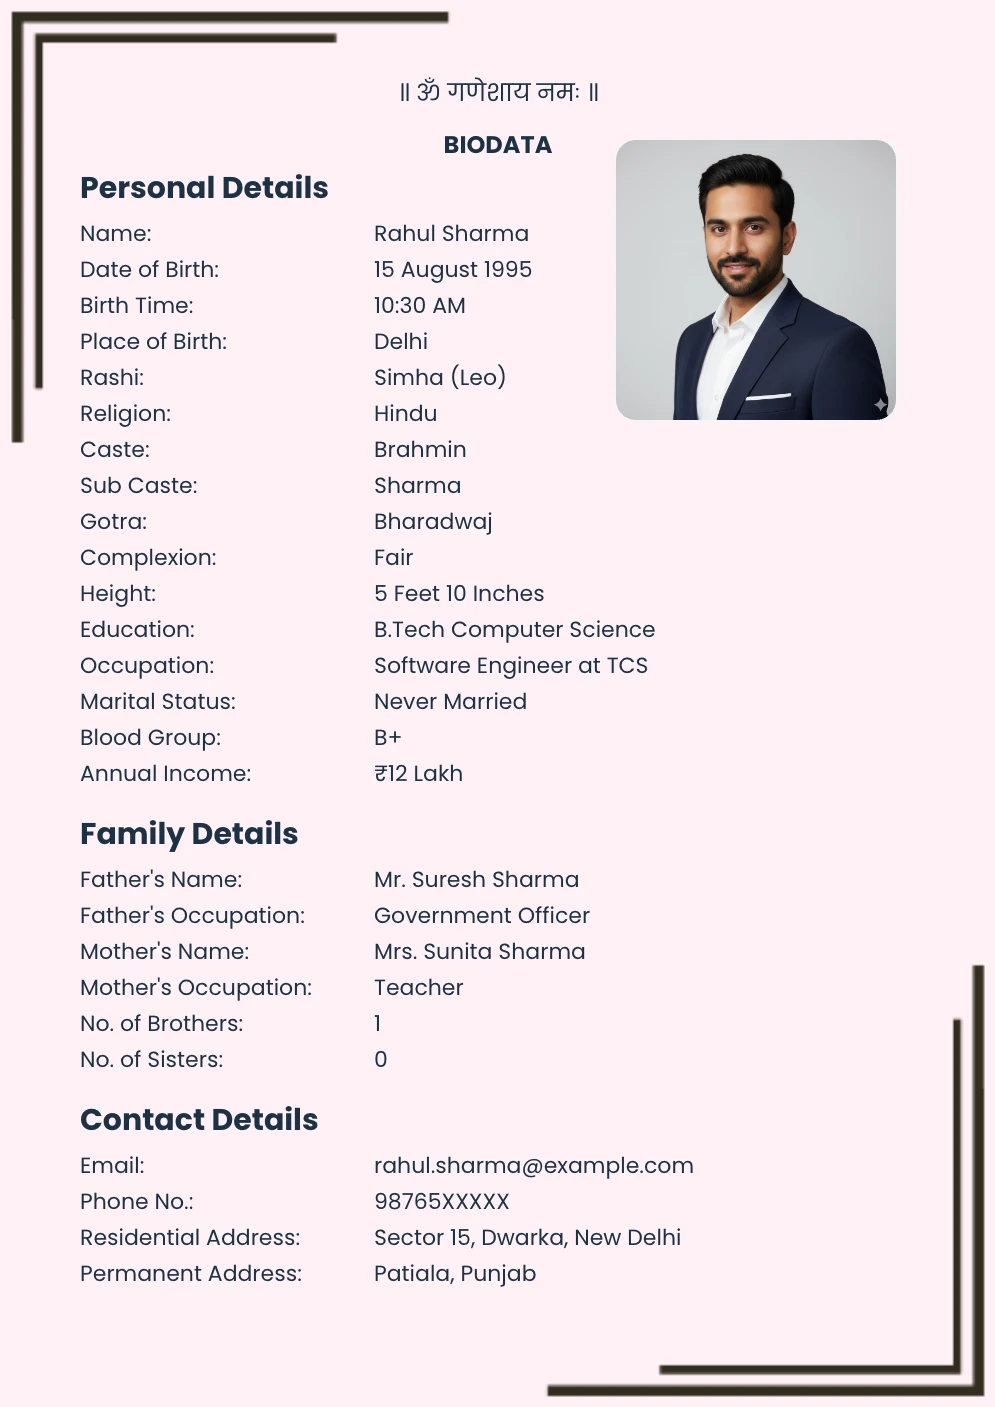 ॥ ॐ गणेशाय नमः ॥
BIODATA
Personal Details
Name: Rahul Sharma
Date of Birth: 15 August 1995
Birth Time: 10:30 AM
Place of Birth: Delhi
Rashi: Simha (Leo)
Religion: Hindu
Caste: Brahmin
Sub Caste: Sharma
Gotra: Bharadwaj
Complexion: Fair
Height: 5 Feet 10 Inches
Education: B.Tech Computer Science
Occupation: Software Engineer at TCS
Marital Status: Never Married
Blood Group: B+
Annual Income: ₹12 Lakh
Family Details
Father's Name: Mr. Suresh Sharma
Father's Occupation: Government Officer
Mother's Name: Mrs. Sunita Sharma
Mother's Occupation: Teacher
No. of Brothers: 1
No. of Sisters: 0
Contact Details
Email: rahul.sharma@example.com
Phone No.: 98765XXXXX
Residential Address: Sector 15, Dwarka, New Delhi
Permanent Address: Patiala, Punjab